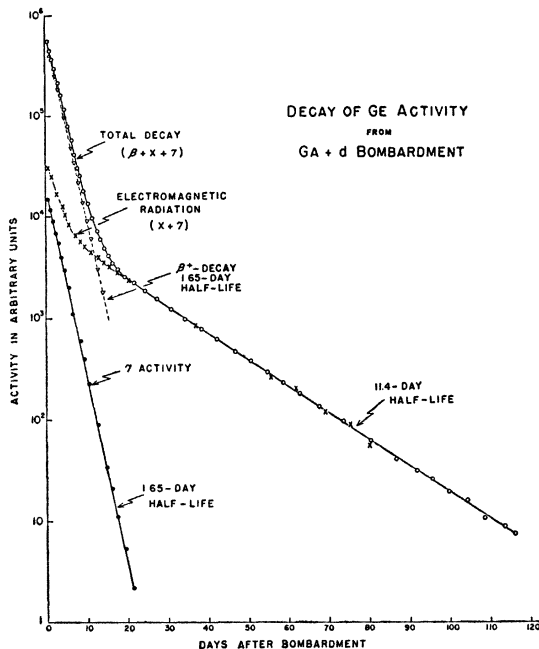 DECAY OF GE ACTIVITY
FROM
GA + d BOMBARDMENT
TOTAL DECAY
(β + X + 7)
ELECTROMAGNETIC
RADIATION
(X + 7)
β⁺-DECAY
1.65-DAY
HALF-LIFE
7 ACTIVITY
11.4-DAY
HALF-LIFE
1 65-DAY
HALF-LIFE
ACTIVITY IN ARBITRARY UNITS
10⁶
10⁵
10⁴
10³
10²
10
1
0 10 20 30 40 50 60 70 80 90 100 110 120
DAYS AFTER BOMBARDMENT